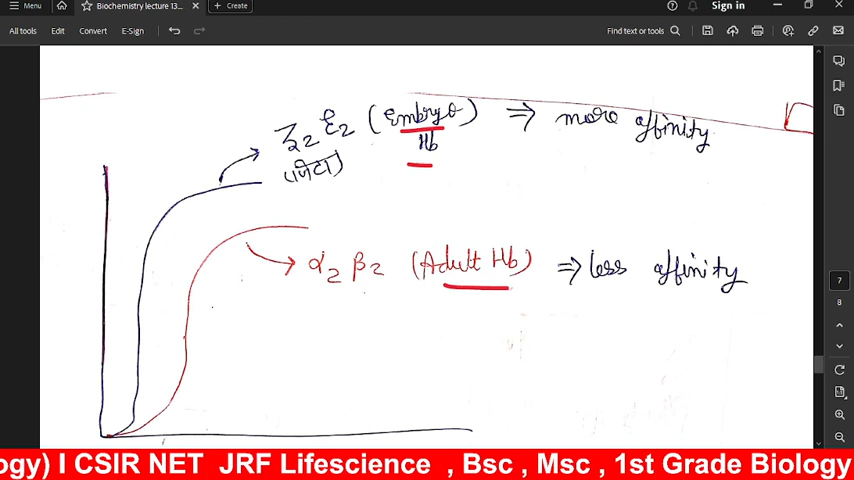 Menu
Biochemistry lecture 13...
Create
Sign in
All tools Edit Convert E-Sign
Find text or tools
ζ2 ε2 (Embryo Hb) ⇒ more affinity
(जीटा)
α2 β2 (Adult Hb) ⇒ less affinity
7
8
ogy) I CSIR NET JRF Lifescience , Bsc , Msc , 1st Grade Biology